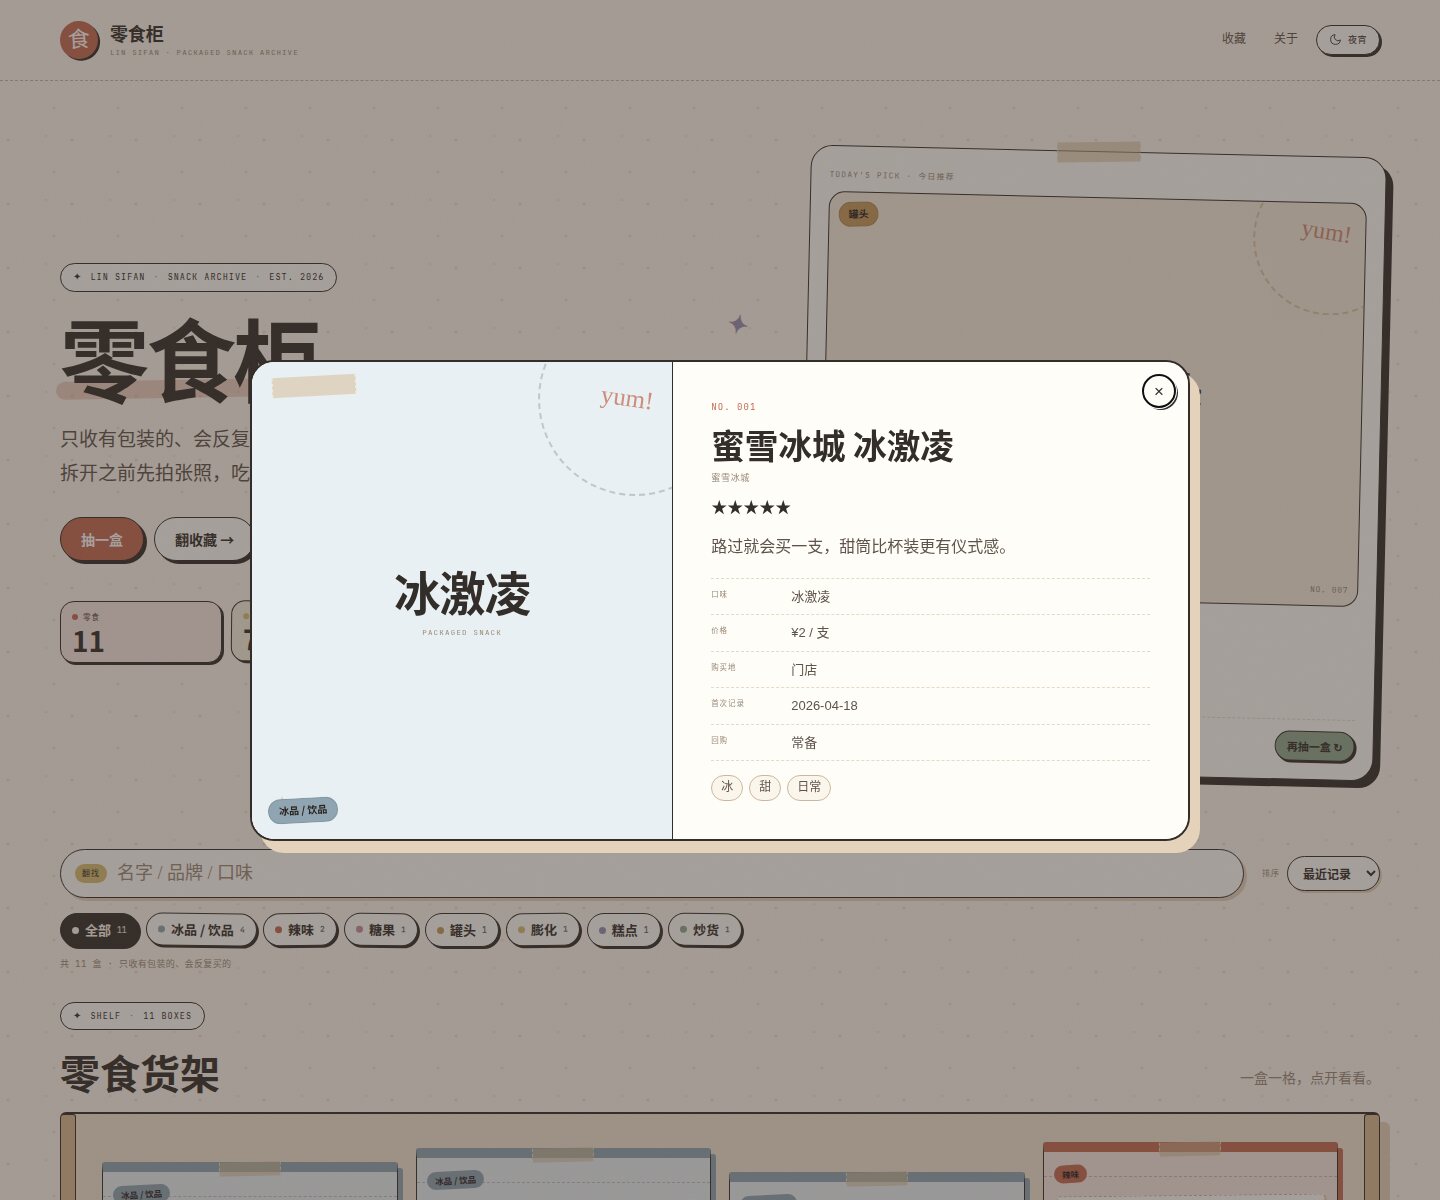 食 零食柜
LIN SIFAN · PACKAGED SNACK ARCHIVE
收藏 关于 夜宵
TODAY'S PICK · 今日推荐
罐头
yum!
✦ LIN SIFAN · SNACK ARCHIVE · EST. 2026
零食柜
只收有包装的、会反复
拆开之前先拍张照，吃
抽一盒 翻收藏 →
零食
11
NO. 007
再抽一盒 ↻
yum!
冰激凌
PACKAGED SNACK
冰品 / 饮品
×
NO. 001
蜜雪冰城 冰激凌
蜜雪冰城
★★★★★
路过就会买一支，甜筒比杯装更有仪式感。
口味 冰激凌
价格 ¥2 / 支
购买地 门店
首次记录 2026-04-18
回购 常备
冰 甜 日常
翻找 名字 / 品牌 / 口味
排序 最近记录
全部 11 冰品 / 饮品 4 辣味 2 糖果 1 罐头 1 膨化 1 糕点 1 炒货 1
共 11 盒 · 只收有包装的、会反复买的
✦ SHELF · 11 BOXES
零食货架
一盒一格，点开看看。
冰品 / 饮品
冰品 / 饮品
辣味